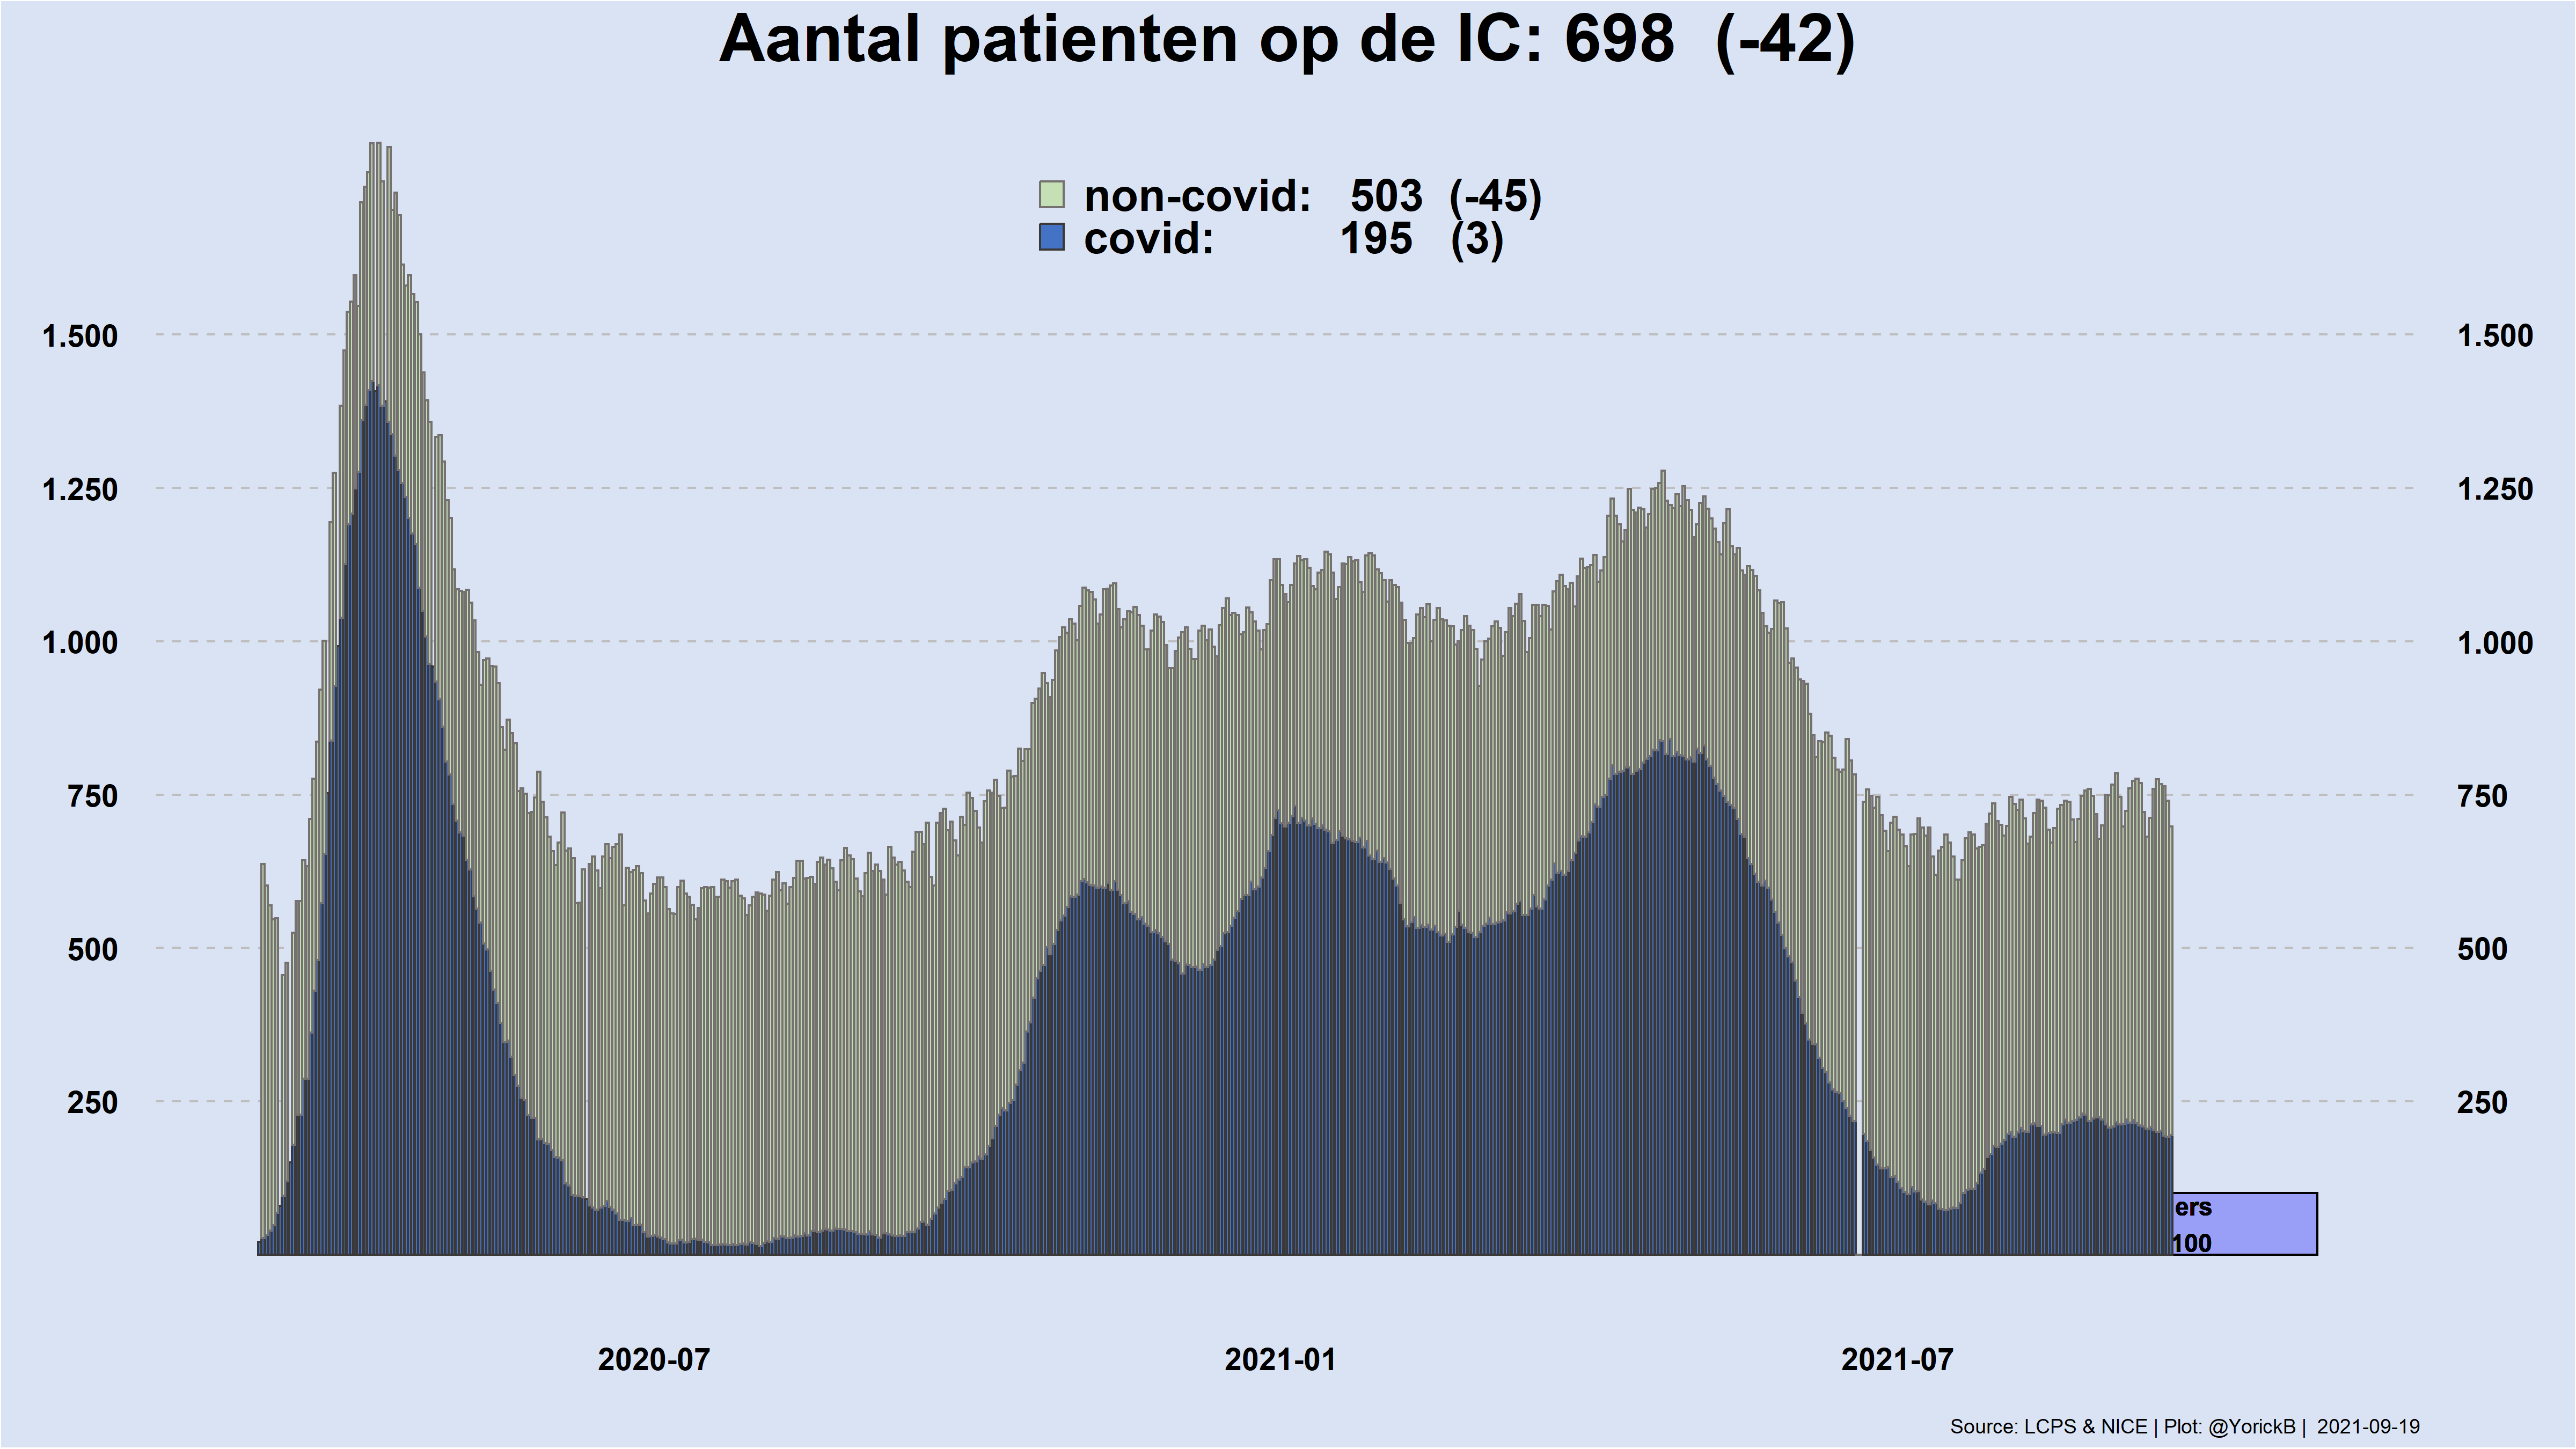 Aantal patienten op de IC: 698 (-42)
non-covid: 503 (-45)
covid: 195 (3)
1.500 1.500
1.250 1.250
1.000 1.000
750 750
500 500
250 250
ers
100
2020-07 2021-01 2021-07
Source: LCPS & NICE | Plot: @YorickB | 2021-09-19